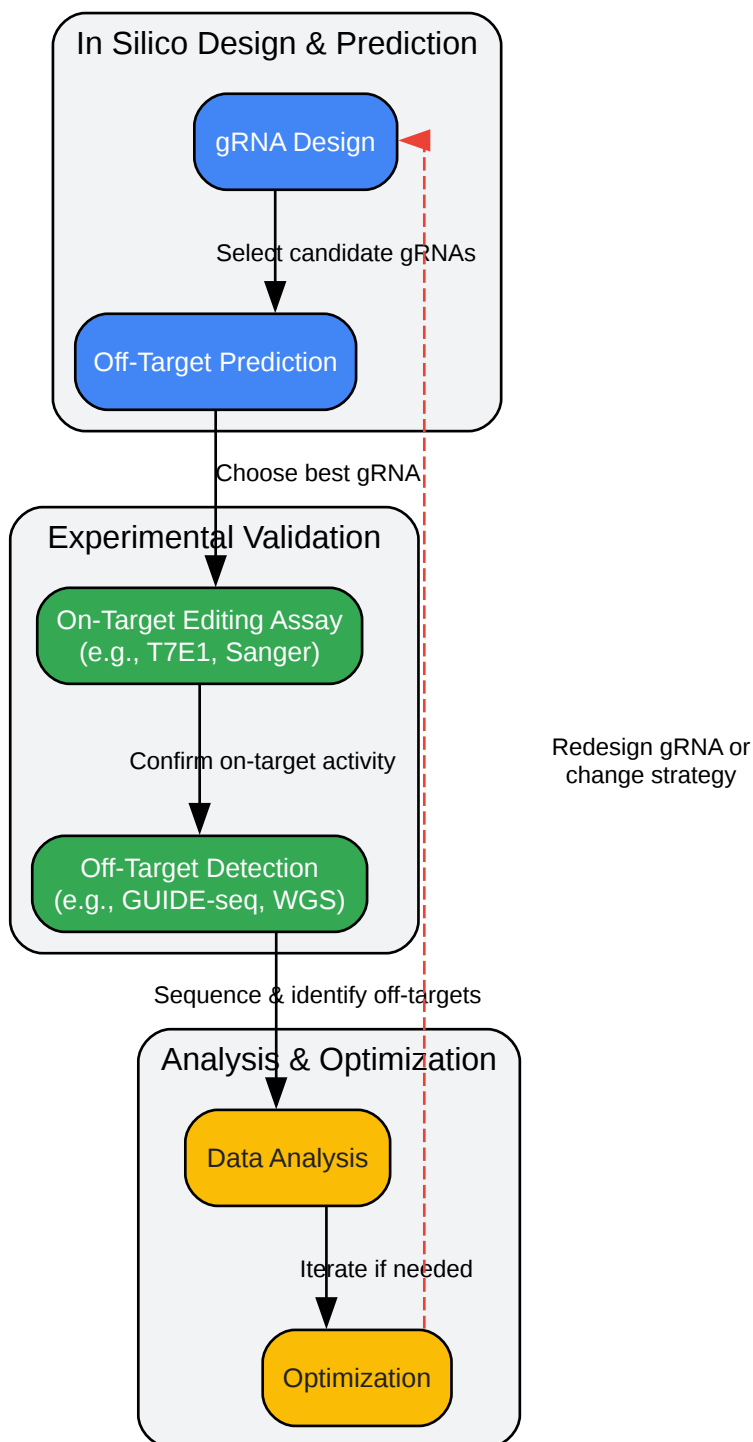 In Silico Design & Prediction
gRNA Design
Select candidate gRNAs
Off-Target Prediction
Choose best gRNA
Experimental Validation
On-Target Editing Assay
(e.g., T7E1, Sanger)
Confirm on-target activity
Redesign gRNA or
change strategy
Off-Target Detection
(e.g., GUIDE-seq, WGS)
Sequence & identify off-targets
Analysis & Optimization
Data Analysis
Iterate if needed
Optimization